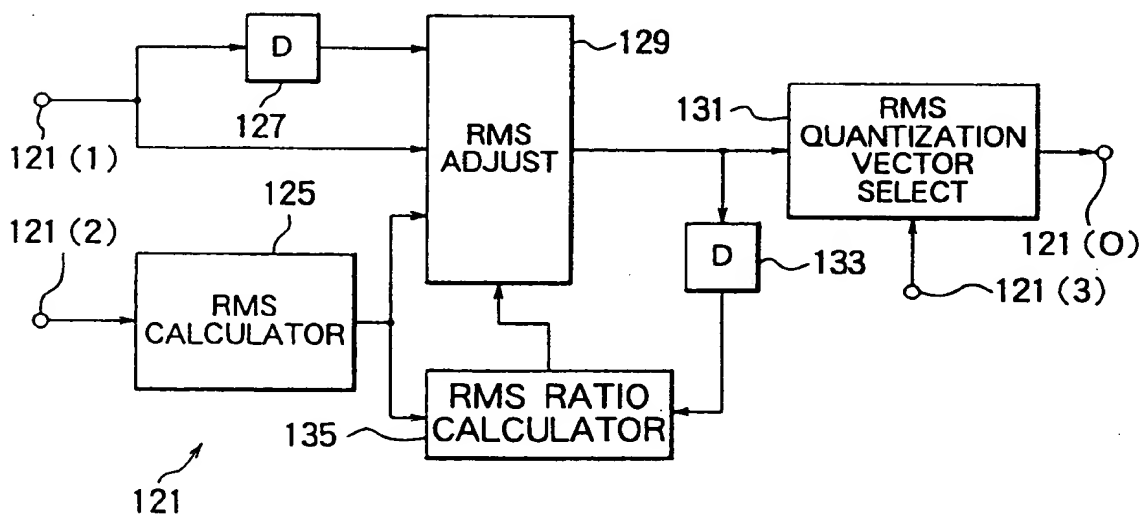 D
127
129
121 (1)
RMS
ADJUST
131
RMS
QUANTIZATION
VECTOR
SELECT
121 (O)
121 (2)
125
RMS
CALCULATOR
D
133
121 (3)
RMS RATIO
CALCULATOR
135
121